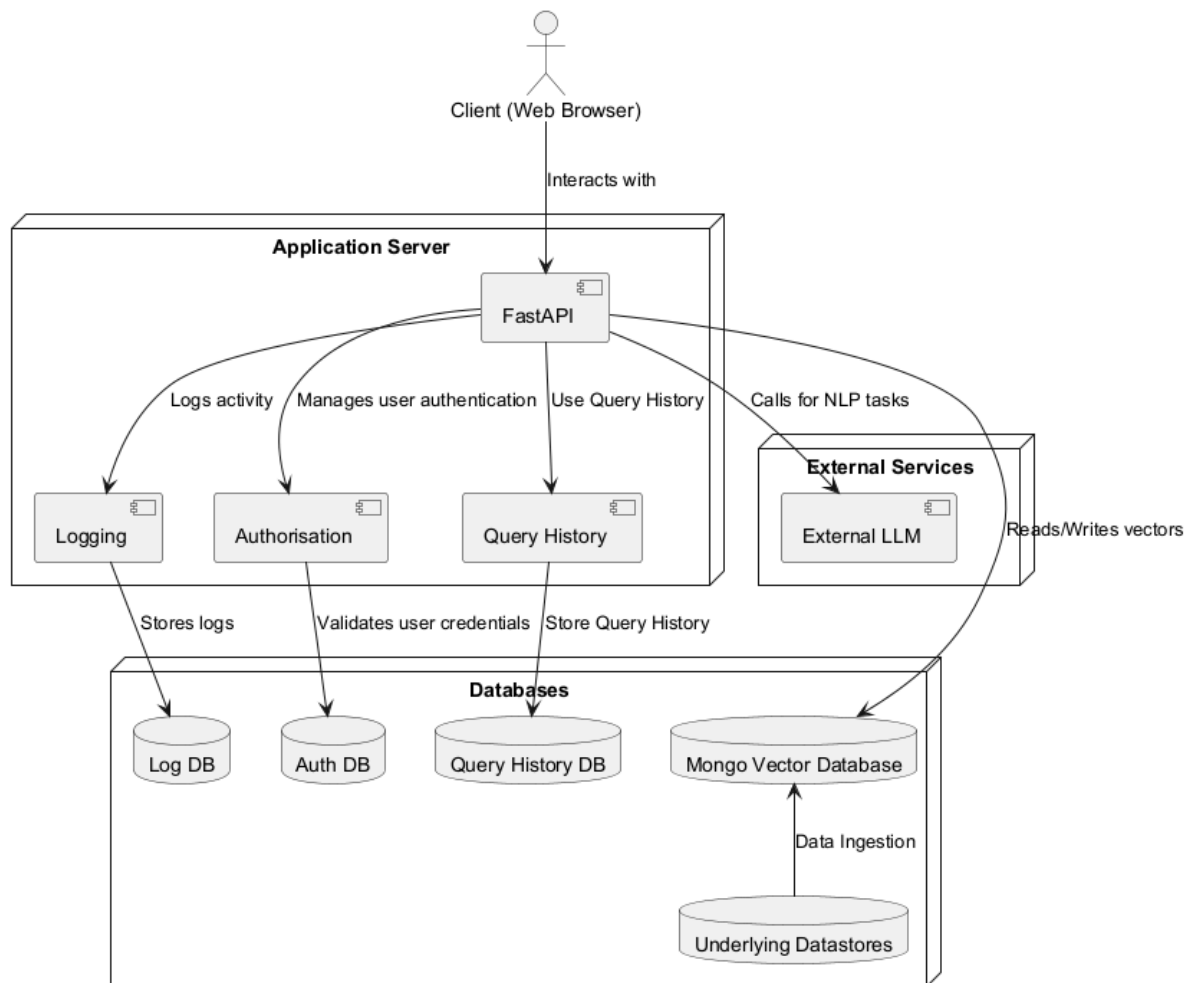 Client (Web Browser)
Interacts with
Application Server
FastAPI
Logs activity
Manages user authentication
Use Query History
Calls for NLP tasks
External Services
Logging
Authorisation
Query History
External LLM
Reads/Writes vectors
Stores logs
Validates user credentials
Store Query History
Databases
Log DB
Auth DB
Query History DB
Mongo Vector Database
Data Ingestion
Underlying Datastores